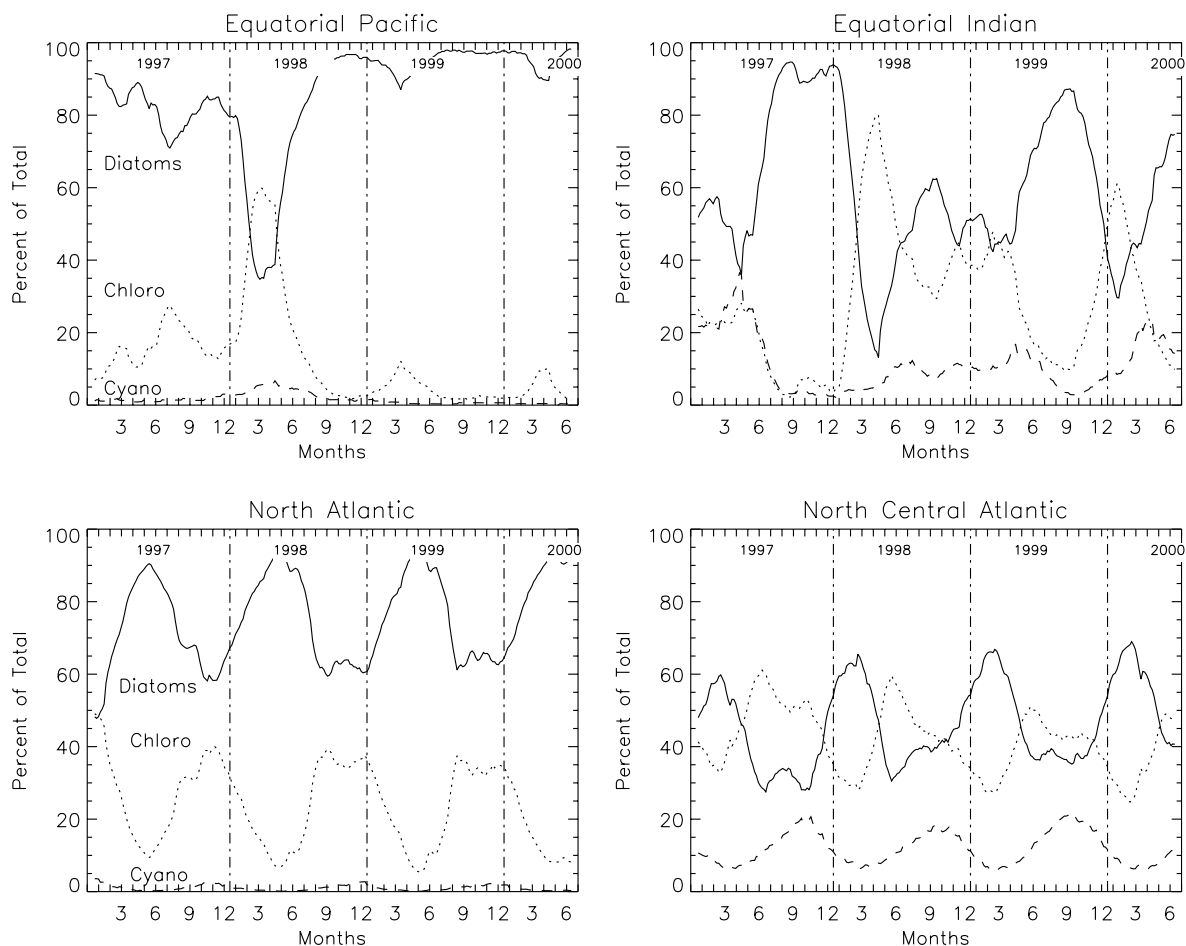 Equatorial Pacific
100
80
60
40
20
0
Percent of Total
1997 1998 1999 2000
Diatoms
Chloro
Cyano
3 6 9 12 3 6 9 12 3 6 9 12 3 6
Months
Equatorial Indian
100
80
60
40
20
0
Percent of Total
1997 1998 1999 2000
3 6 9 12 3 6 9 12 3 6 9 12 3 6
Months
North Atlantic
100
80
60
40
20
0
Percent of Total
1997 1998 1999 2000
Diatoms
Chloro
Cyano
3 6 9 12 3 6 9 12 3 6 9 12 3 6
Months
North Central Atlantic
100
80
60
40
20
0
Percent of Total
1997 1998 1999 2000
3 6 9 12 3 6 9 12 3 6 9 12 3 6
Months